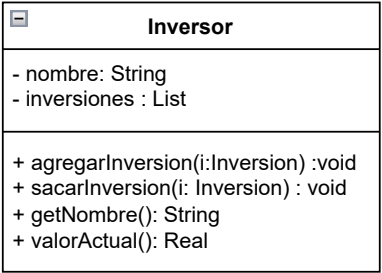 Inversor
- nombre: String
- inversiones : List
+ agregarInversion(i:Inversion) :void
+ sacarInversion(i: Inversion) : void
+ getNombre(): String
+ valorActual(): Real